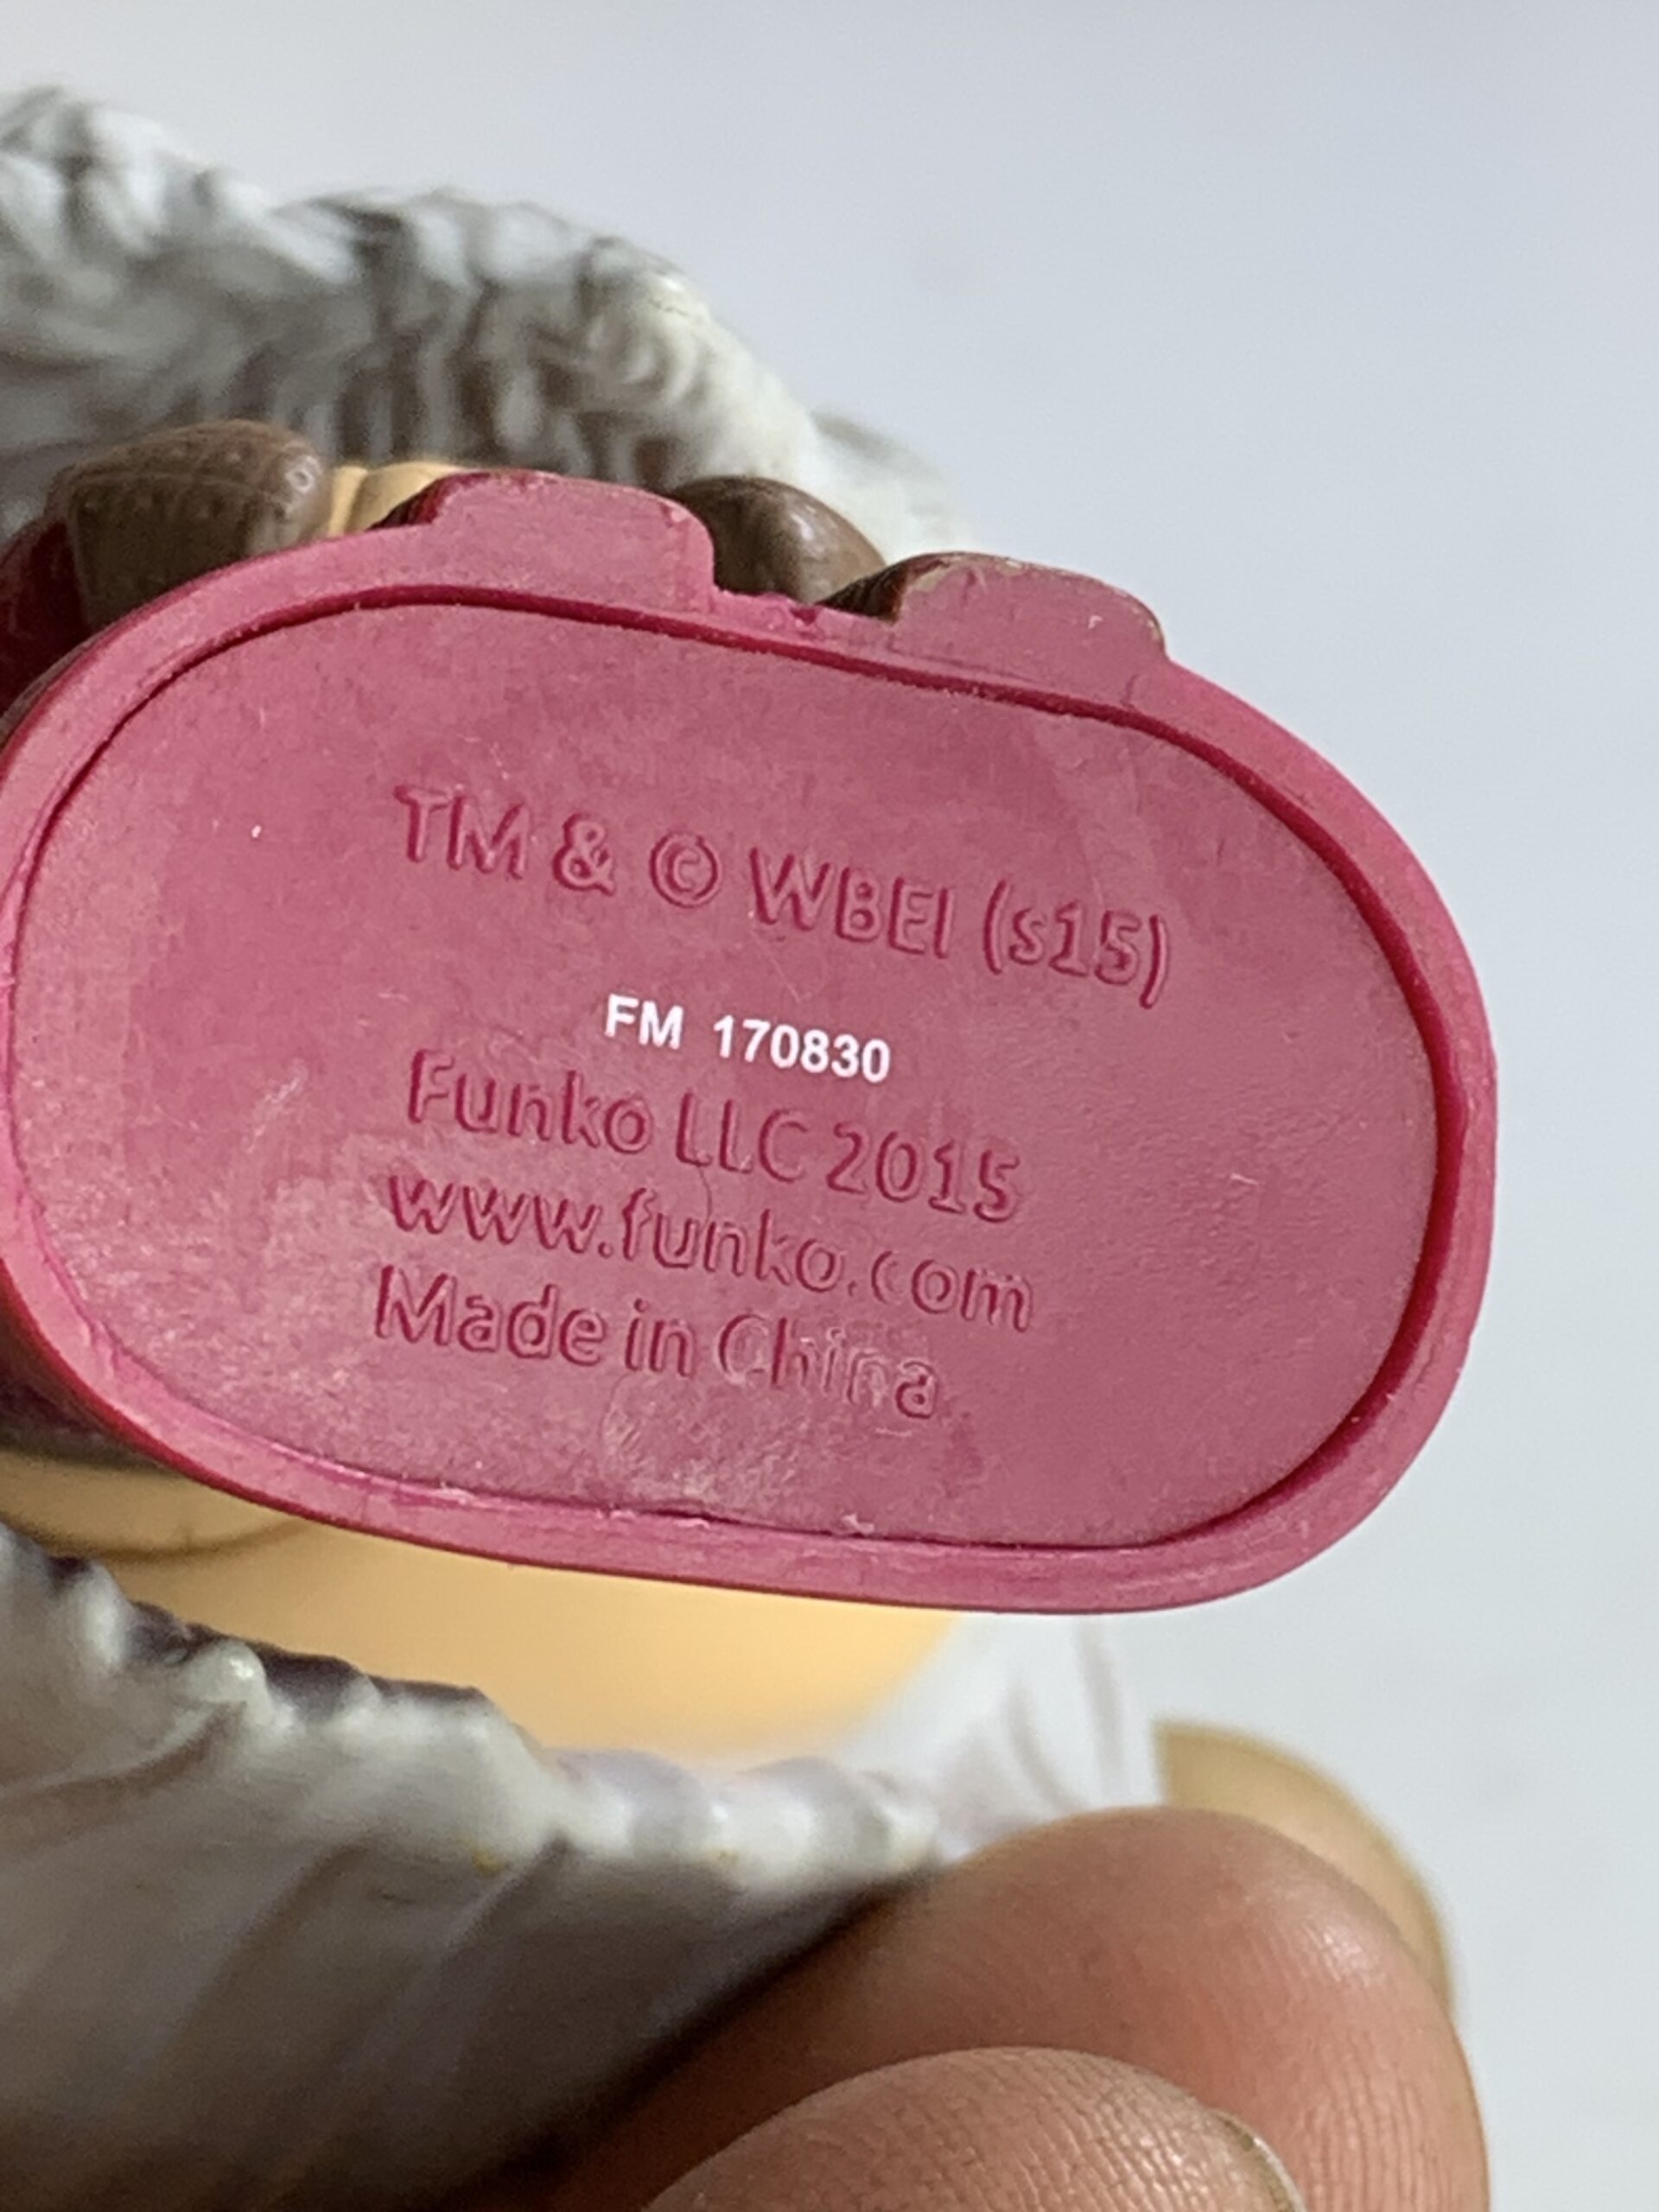 TM & © WBEI (s15)
FM 170830
Funko LLC 2015
www.funko.com
Made in China